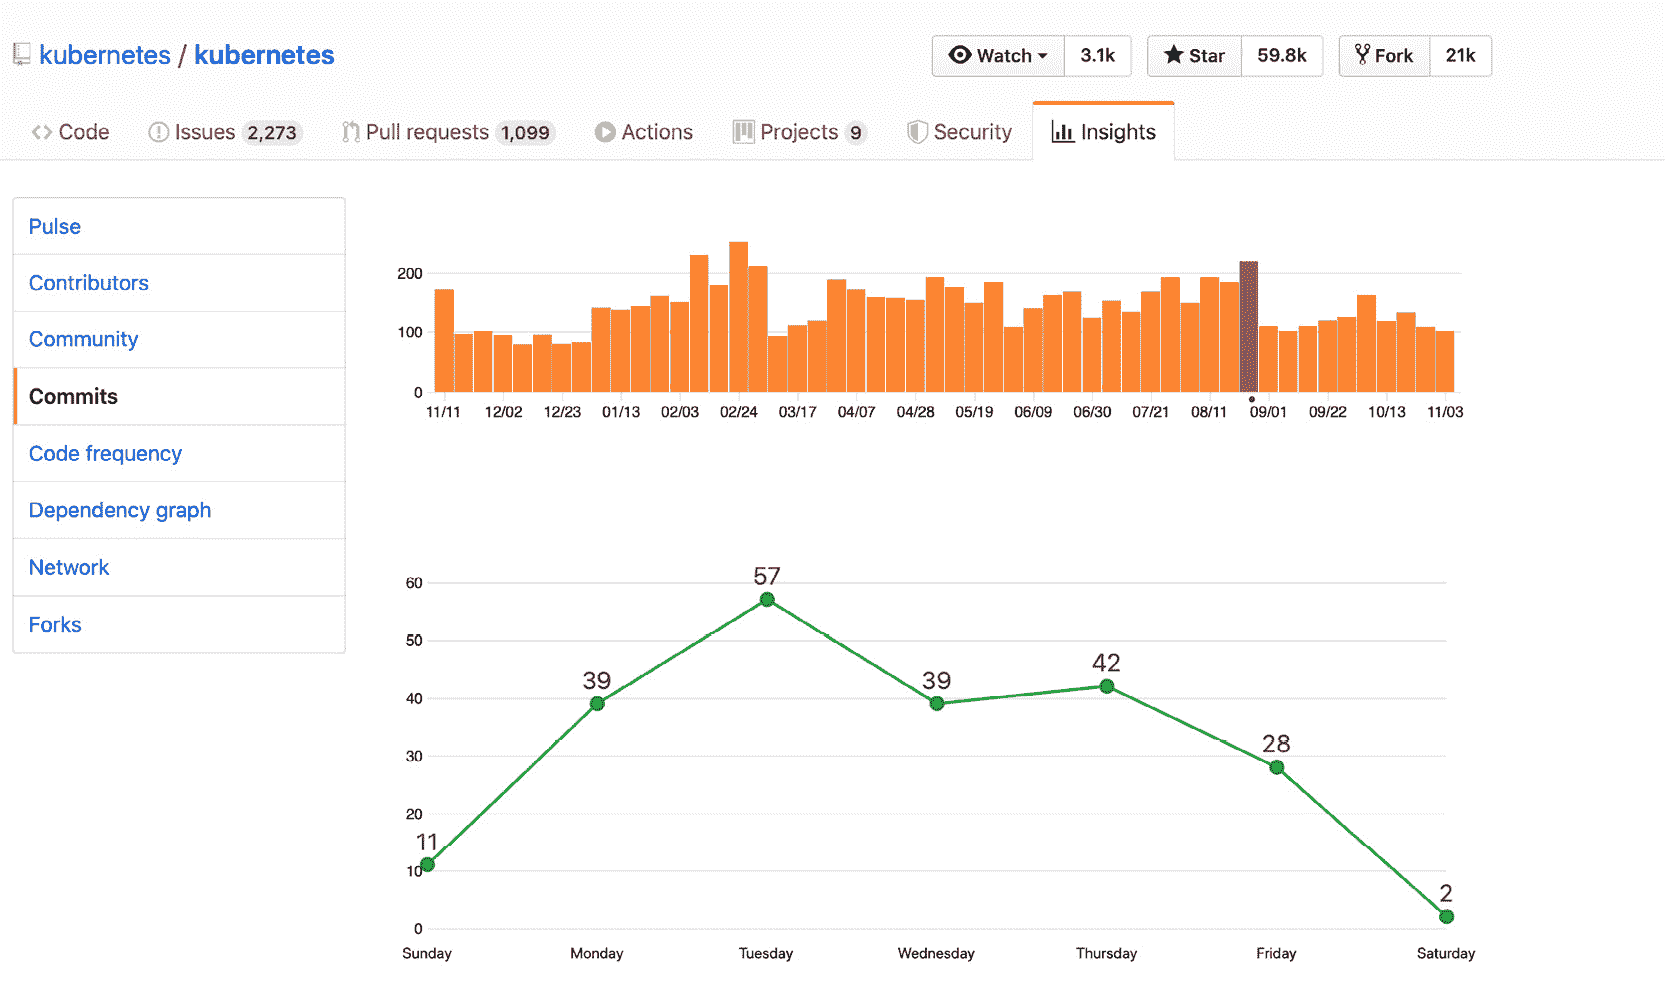 kubernetes / kubernetes
Watch 3.1k Star 59.8k Fork 21k
Code Issues 2,273 Pull requests 1,099 Actions Projects 9 Security Insights
Pulse
Contributors
Community
Commits
Code frequency
Dependency graph
Network
Forks
200
100
0
11/11 12/02 12/23 01/13 02/03 02/24 03/17 04/07 04/28 05/19 06/09 06/30 07/21 08/11 09/01 09/22 10/13 11/03
60
50
40
30
20
10
0
11 39 57 39 42 28 2
Sunday Monday Tuesday Wednesday Thursday Friday Saturday